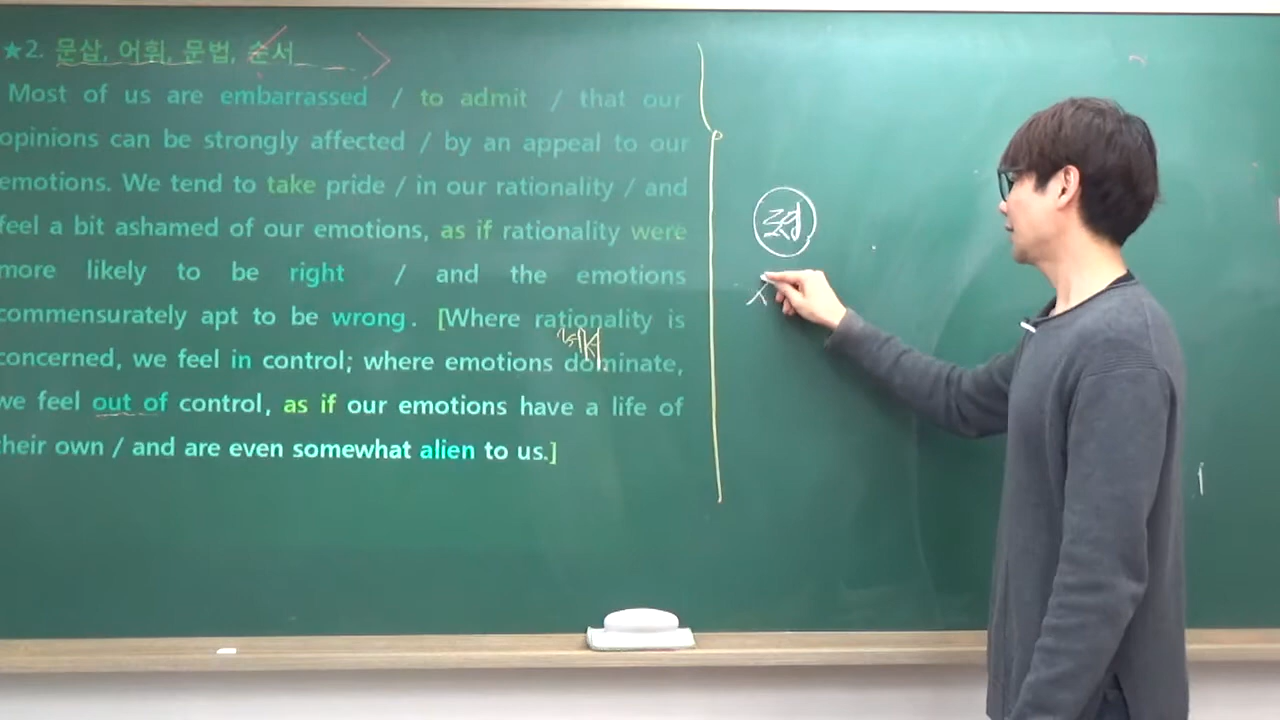 ★2. 문삽, 어휘, 문법, 순서
Most of us are embarrassed / to admit / that our
opinions can be strongly affected / by an appeal to our
emotions. We tend to take pride / in our rationality / and
feel a bit ashamed of our emotions, as if rationality were
more likely to be right / and the emotions
commensurately apt to be wrong. [Where rationality is
concerned, we feel in control; where emotions dominate,
we feel out of control, as if our emotions have a life of
their own / and are even somewhat alien to us.]